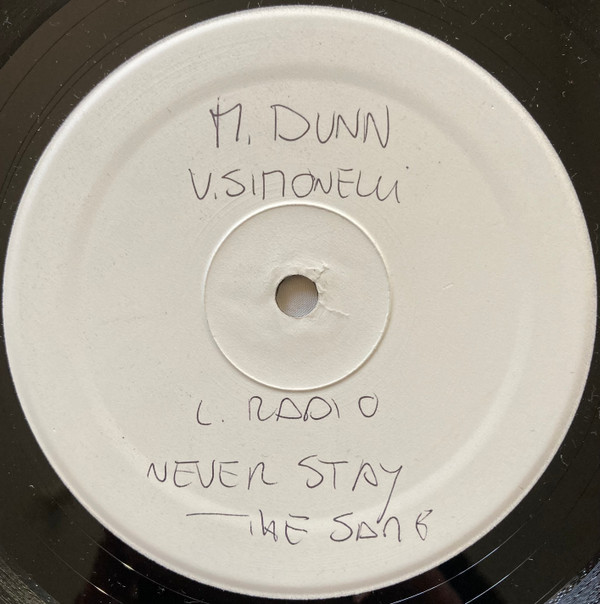 M. DUNN
V. SIMONELLi
L. RADIO
NEVER STAY
THE SAME